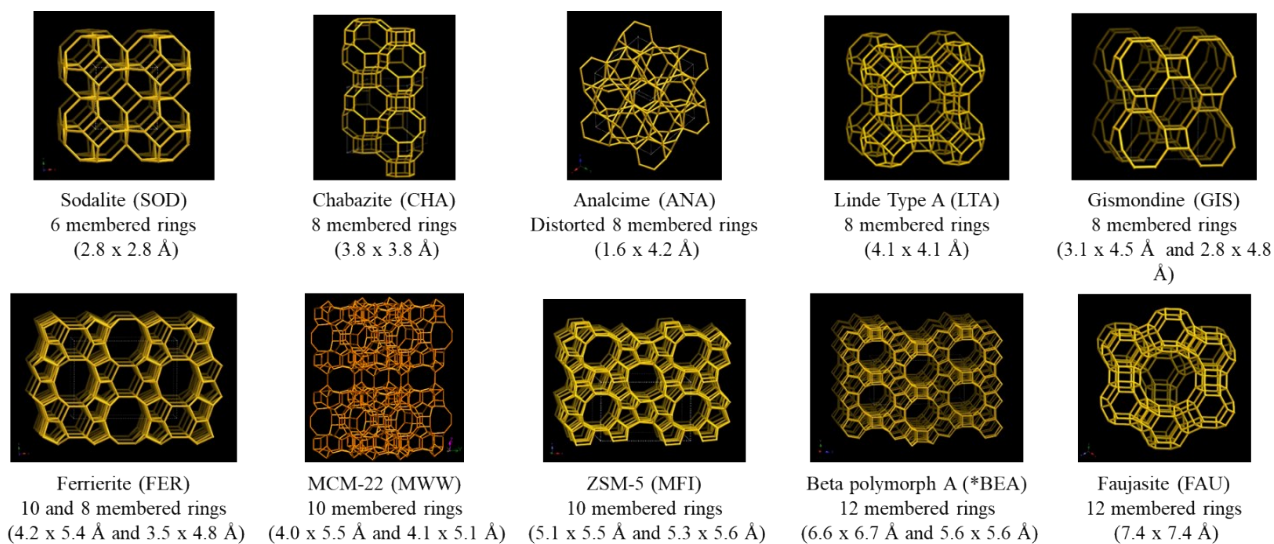 Sodalite (SOD)
6 membered rings
(2.8 x 2.8 Å)
Chabazite (CHA)
8 membered rings
(3.8 x 3.8 Å)
Analcime (ANA)
Distorted 8 membered rings
(1.6 x 4.2 Å)
Linde Type A (LTA)
8 membered rings
(4.1 x 4.1 Å)
Gismondine (GIS)
8 membered rings
(3.1 x 4.5 Å and 2.8 x 4.8
Å)
Ferrierite (FER)
10 and 8 membered rings
(4.2 x 5.4 Å and 3.5 x 4.8 Å)
MCM-22 (MWW)
10 membered rings
(4.0 x 5.5 Å and 4.1 x 5.1 Å)
ZSM-5 (MFI)
10 membered rings
(5.1 x 5.5 Å and 5.3 x 5.6 Å)
Beta polymorph A (*BEA)
12 membered rings
(6.6 x 6.7 Å and 5.6 x 5.6 Å)
Faujasite (FAU)
12 membered rings
(7.4 x 7.4 Å)